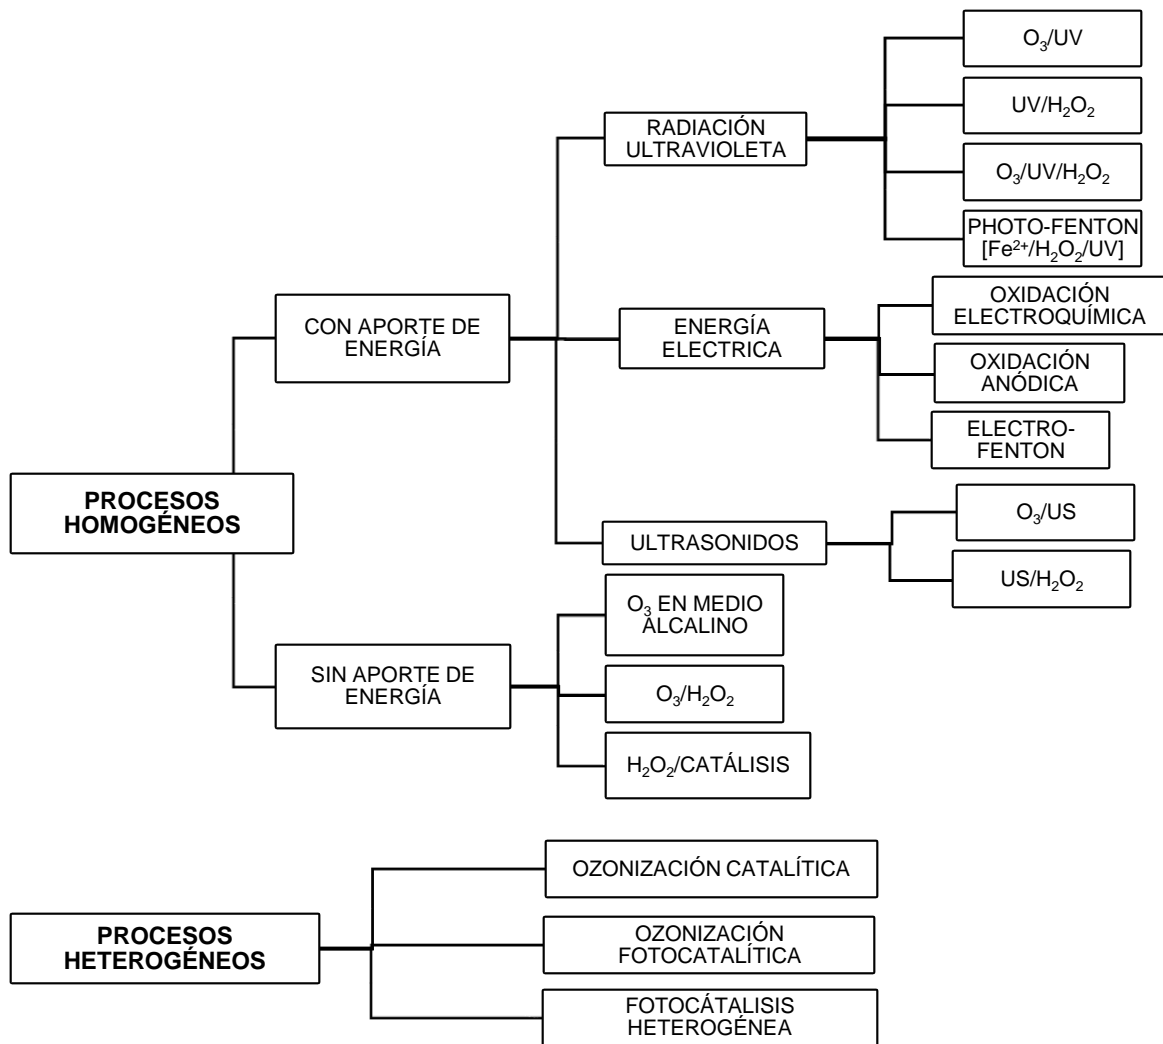 O₃/UV
UV/H₂O₂
RADIACIÓN
ULTRAVIOLETA
O₃/UV/H₂O₂
PHOTO-FENTON
[Fe²⁺/H₂O₂/UV]
CON APORTE DE
ENERGÍA
ENERGÍA
ELECTRICA
OXIDACIÓN
ELECTROQUÍMICA
OXIDACIÓN
ANÓDICA
ELECTRO-
FENTON
PROCESOS
HOMOGÉNEOS
ULTRASONIDOS
O₃/US
US/H₂O₂
SIN APORTE DE
ENERGÍA
O₃ EN MEDIO
ALCALINO
O₃/H₂O₂
H₂O₂/CATÁLISIS
PROCESOS
HETEROGÉNEOS
OZONIZACIÓN CATALÍTICA
OZONIZACIÓN
FOTOCATALÍTICA
FOTOCÁTALISIS
HETEROGÉNEA